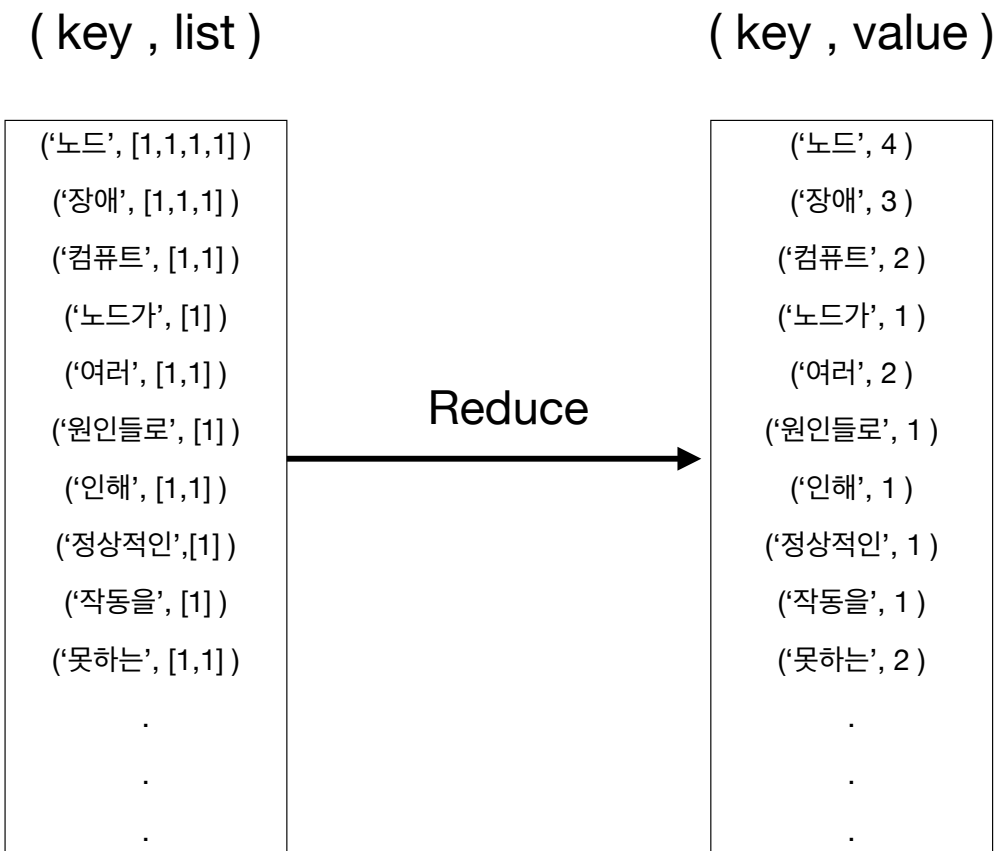 ( key , list )
( key , value )
(‘노드’, [1,1,1,1] )
(‘장애’, [1,1,1] )
(‘컴퓨트’, [1,1] )
(‘노드가’, [1] )
(‘여러’, [1,1] )
(‘원인들로’, [1] )
(‘인해’, [1,1] )
(‘정상적인’,[1] )
(‘작동을’, [1] )
(‘못하는’, [1,1] )
.
.
.
Reduce
(‘노드’, 4 )
(‘장애’, 3 )
(‘컴퓨트’, 2 )
(‘노드가’, 1 )
(‘여러’, 2 )
(‘원인들로’, 1 )
(‘인해’, 1 )
(‘정상적인’, 1 )
(‘작동을’, 1 )
(‘못하는’, 2 )
.
.
.